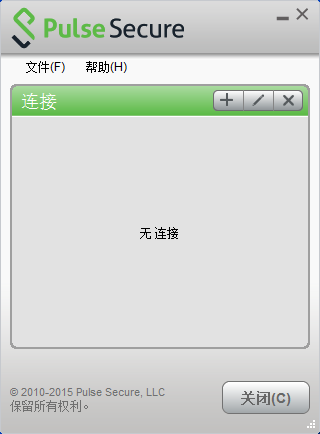 Pulse Secure
文件(F) 帮助(H)
连接
无连接
© 2010-2015 Pulse Secure, LLC
保留所有权利。
关闭(C)